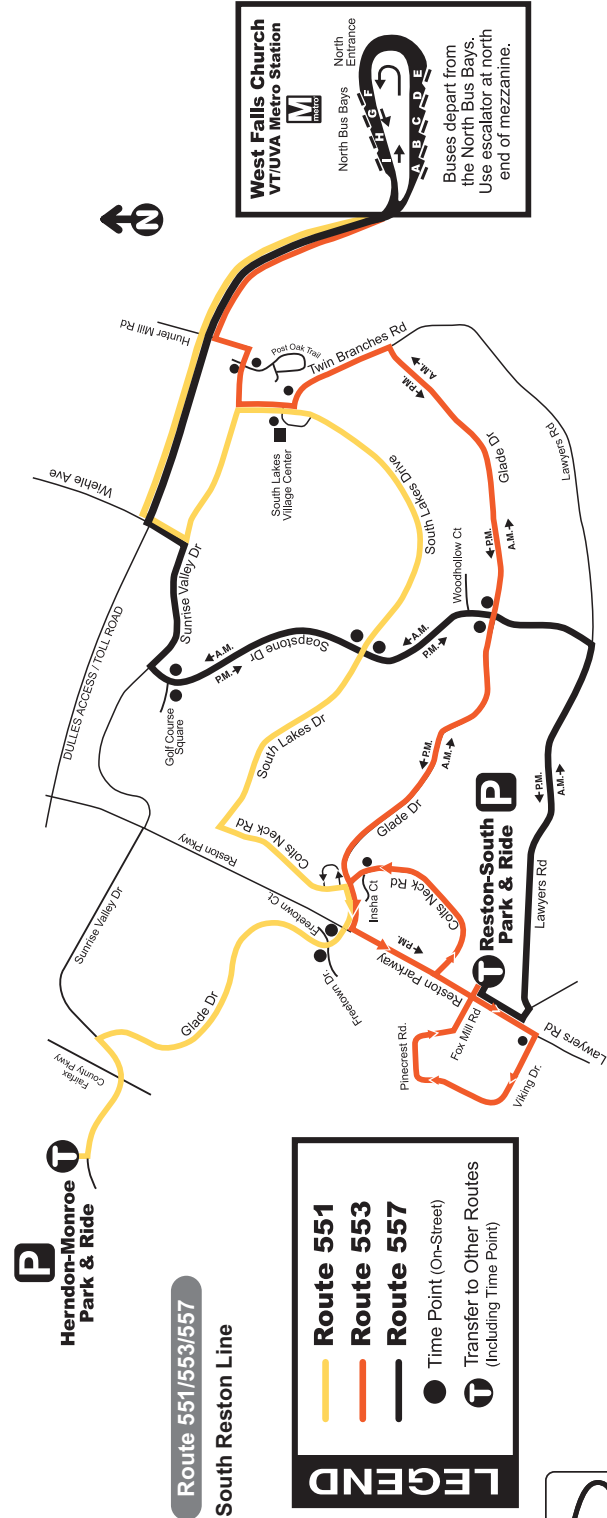 Route 551/553/557
South Reston Line
Herndon-Monroe
Park & Ride
P
T
LEGEND
Route 551
Route 553
Route 557
Time Point (On-Street)
T Transfer to Other Routes
(Including Time Point)
N
West Falls Church
VT/UVA Metro Station
M
metro
North Bus Bays
North
Entrance
I H G F
A B C D E
Buses depart from
the North Bus Bays.
Use escalator at north
end of mezzanine.
Fairfax
County Pkwy
Sunrise Valley Dr
Glade Dr
DULLES ACCESS / TOLL ROAD
Wiehle Ave
Hunter Mill Rd
Reston Pkwy
Sunrise Valley Dr
Golf Course
Square
Soapstone Dr
A.M.
P.M.
South Lakes
Village Center
Post Oak Trail
Twin Branches Rd
South Lakes Drive
South Lakes Dr
Colts Neck Rd
Freetown Ct.
Freetown Dr.
Insha Ct
Colts Neck Rd
Reston Parkway
P.M.
Glade Dr
P.M.
A.M.
A.M.
P.M.
Woodhollow Ct
P.M.
A.M.
Glade Dr
A.M.
P.M.
Lawyers Rd
T Reston-South
Park & Ride
P
P.M.
A.M.
Lawyers Rd
Pinecrest Rd.
Fox Mill Rd
Viking Dr.
Lawyers Rd